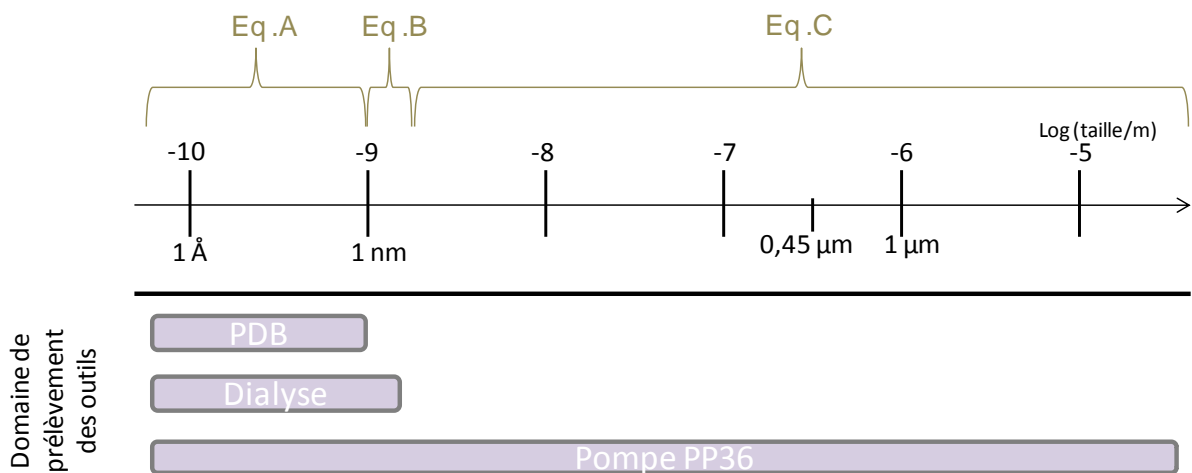 Eq.A
Eq.B
Eq.C
Log (taille/m)
-10
-9
-8
-7
-6
-5
1 Å
1 nm
0,45 µm
1 µm
Domaine de
prélèvement
des outils
PDB
Dialyse
Pompe PP36